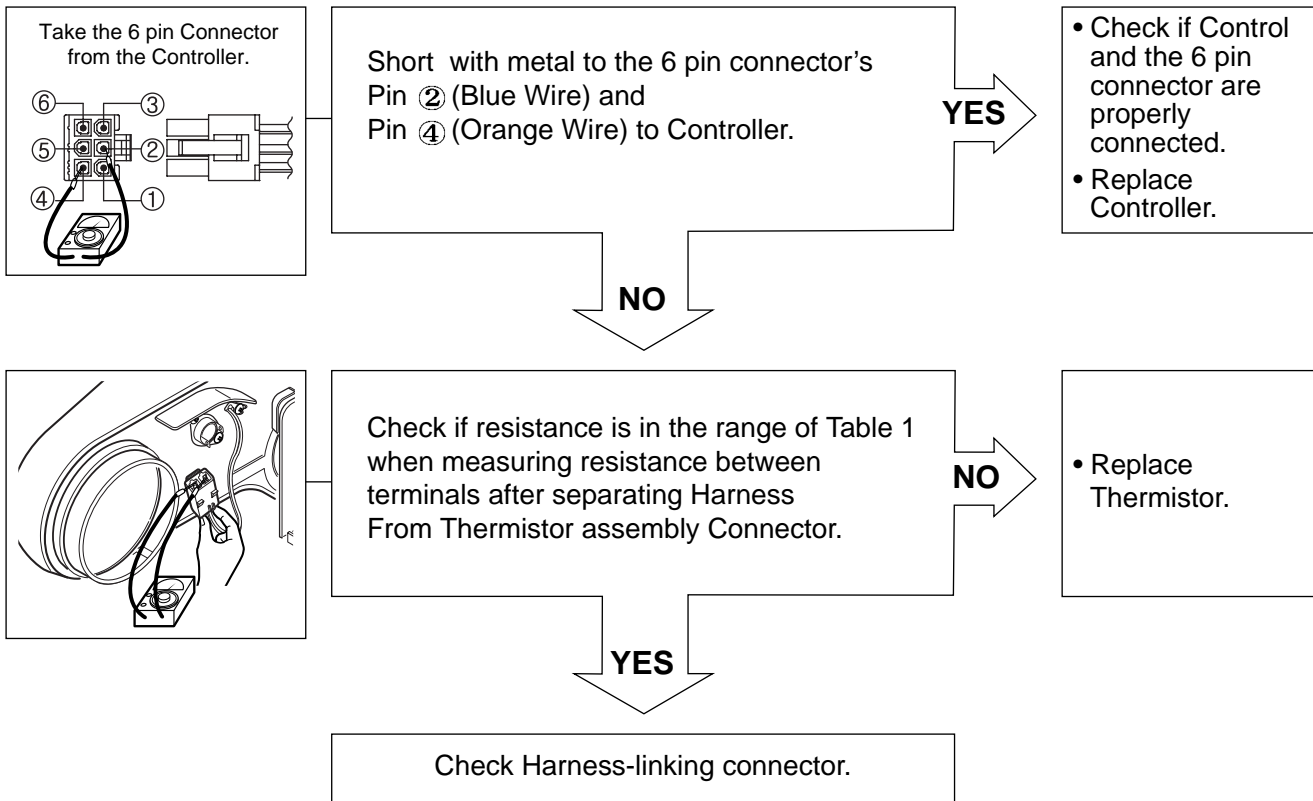 Take the 6 pin Connector
from the Controller.
⑥
③
⑤
②
④
①
Short with metal to the 6 pin connector's
Pin ② (Blue Wire) and
Pin ④ (Orange Wire) to Controller.
YES
• Check if Control
and the 6 pin
connector are
properly
connected.
• Replace
Controller.
NO
Check if resistance is in the range of Table 1
when measuring resistance between
terminals after separating Harness
From Thermistor assembly Connector.
NO
• Replace
Thermistor.
YES
Check Harness-linking connector.